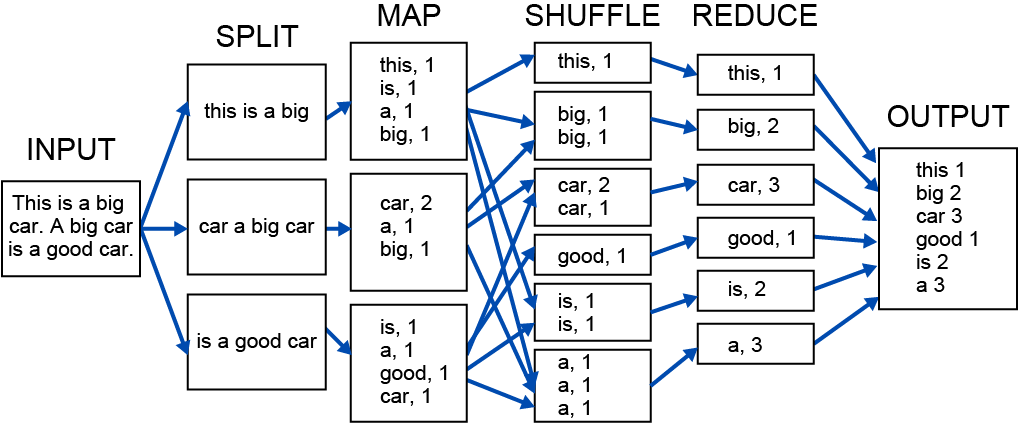 INPUT
This is a big
car. A big car
is a good car.
SPLIT
this is a big
car a big car
is a good car
MAP
this, 1
is, 1
a, 1
big, 1
car, 2
a, 1
big, 1
is, 1
a, 1
good, 1
car, 1
SHUFFLE
this, 1
big, 1
big, 1
car, 2
car, 1
good, 1
is, 1
is, 1
a, 1
a, 1
a, 1
REDUCE
this, 1
big, 2
car, 3
good, 1
is, 2
a, 3
OUTPUT
this 1
big 2
car 3
good 1
is 2
a 3